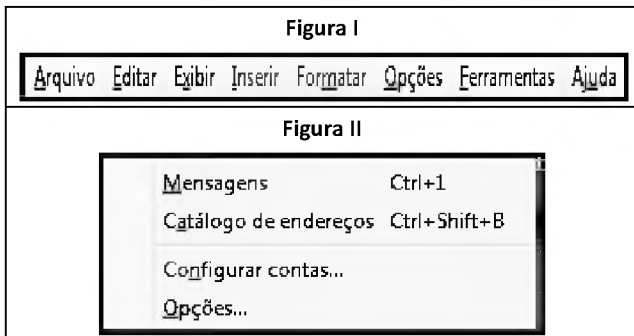 Figura I
Arquivo Editar Exibir Inserir Formatar Opções Ferramentas Ajuda
Figura II
Mensagens Ctrl+1
Catálogo de endereços Ctrl+Shift+B
Configurar contas...
Opções...